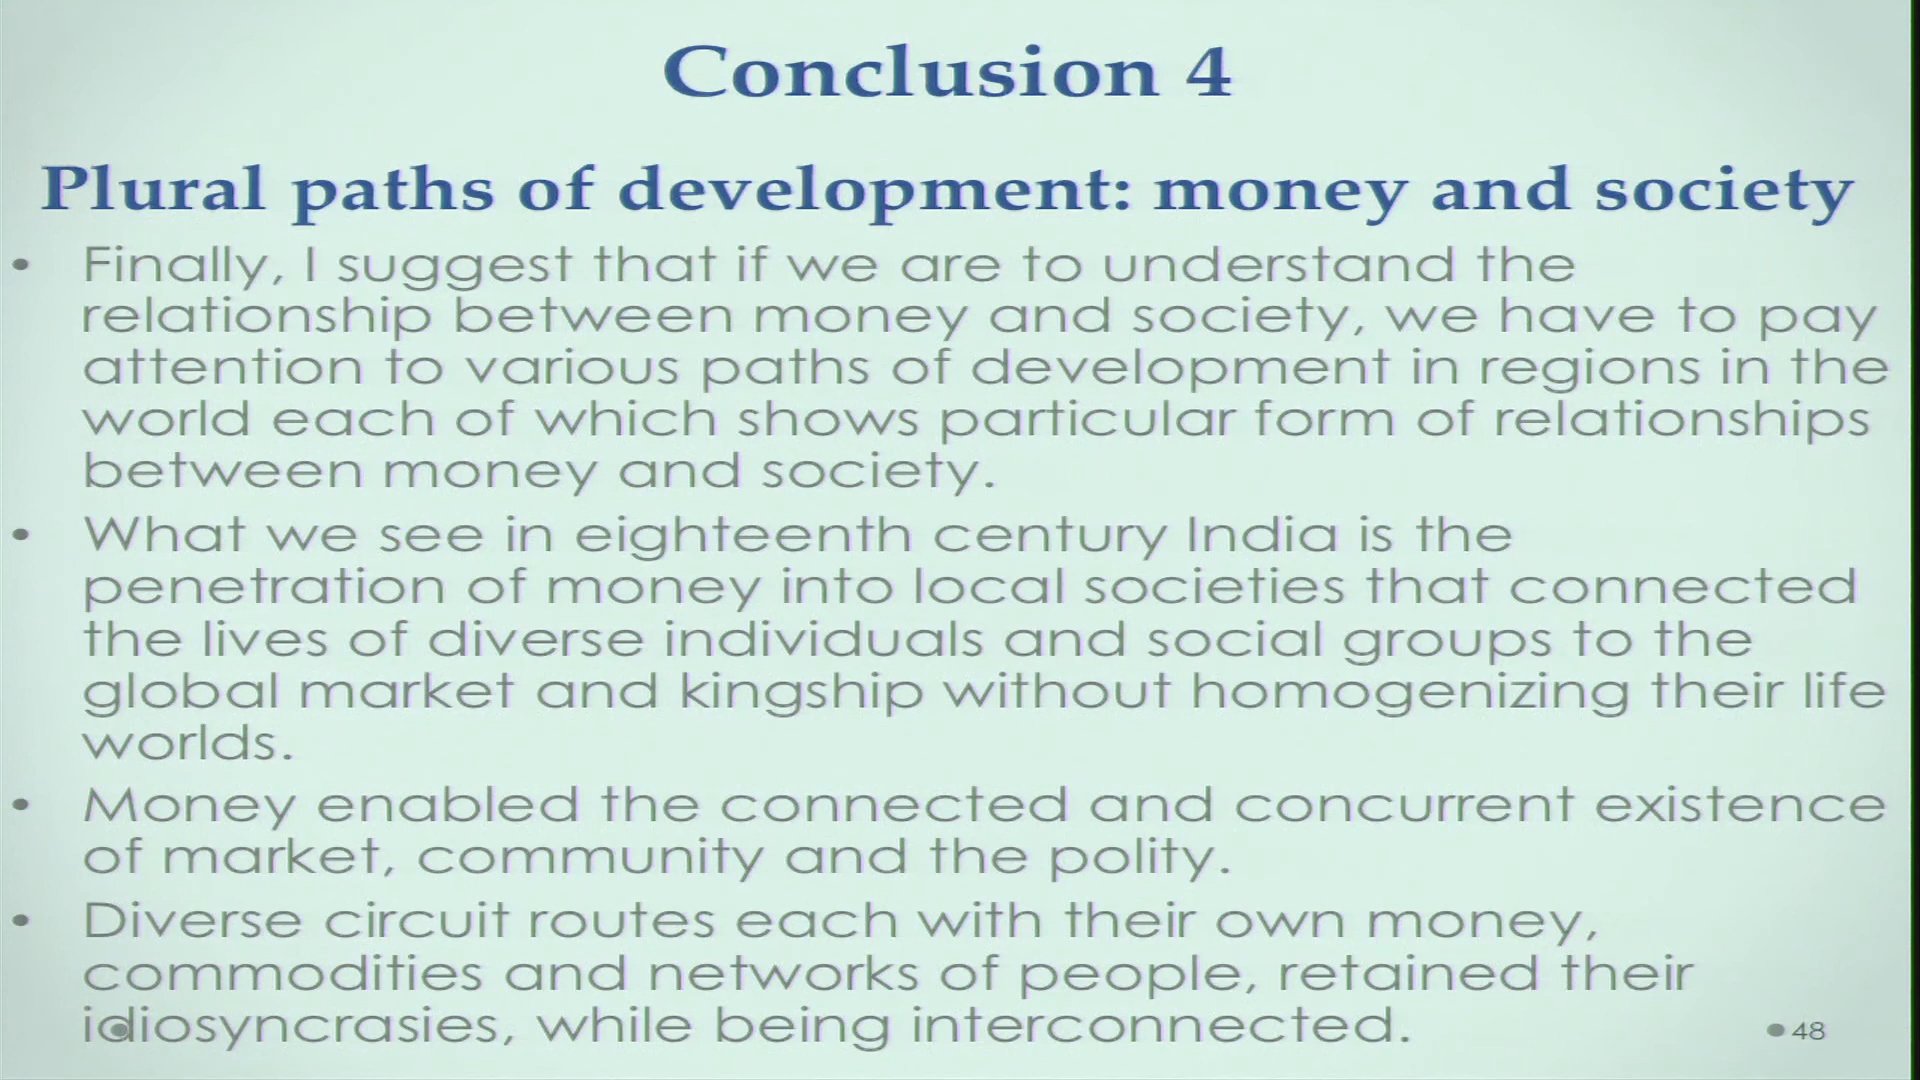 Conclusion 4
Plural paths of development: money and society
• Finally, I suggest that if we are to understand the
relationship between money and society, we have to pay
attention to various paths of development in regions in the
world each of which shows particular form of relationships
between money and society.
• What we see in eighteenth century India is the
penetration of money into local societies that connected
the lives of diverse individuals and social groups to the
global market and kingship without homogenizing their life
worlds.
• Money enabled the connected and concurrent existence
of market, community and the polity.
• Diverse circuit routes each with their own money,
commodities and networks of people, retained their
idiosyncrasies, while being interconnected.
48